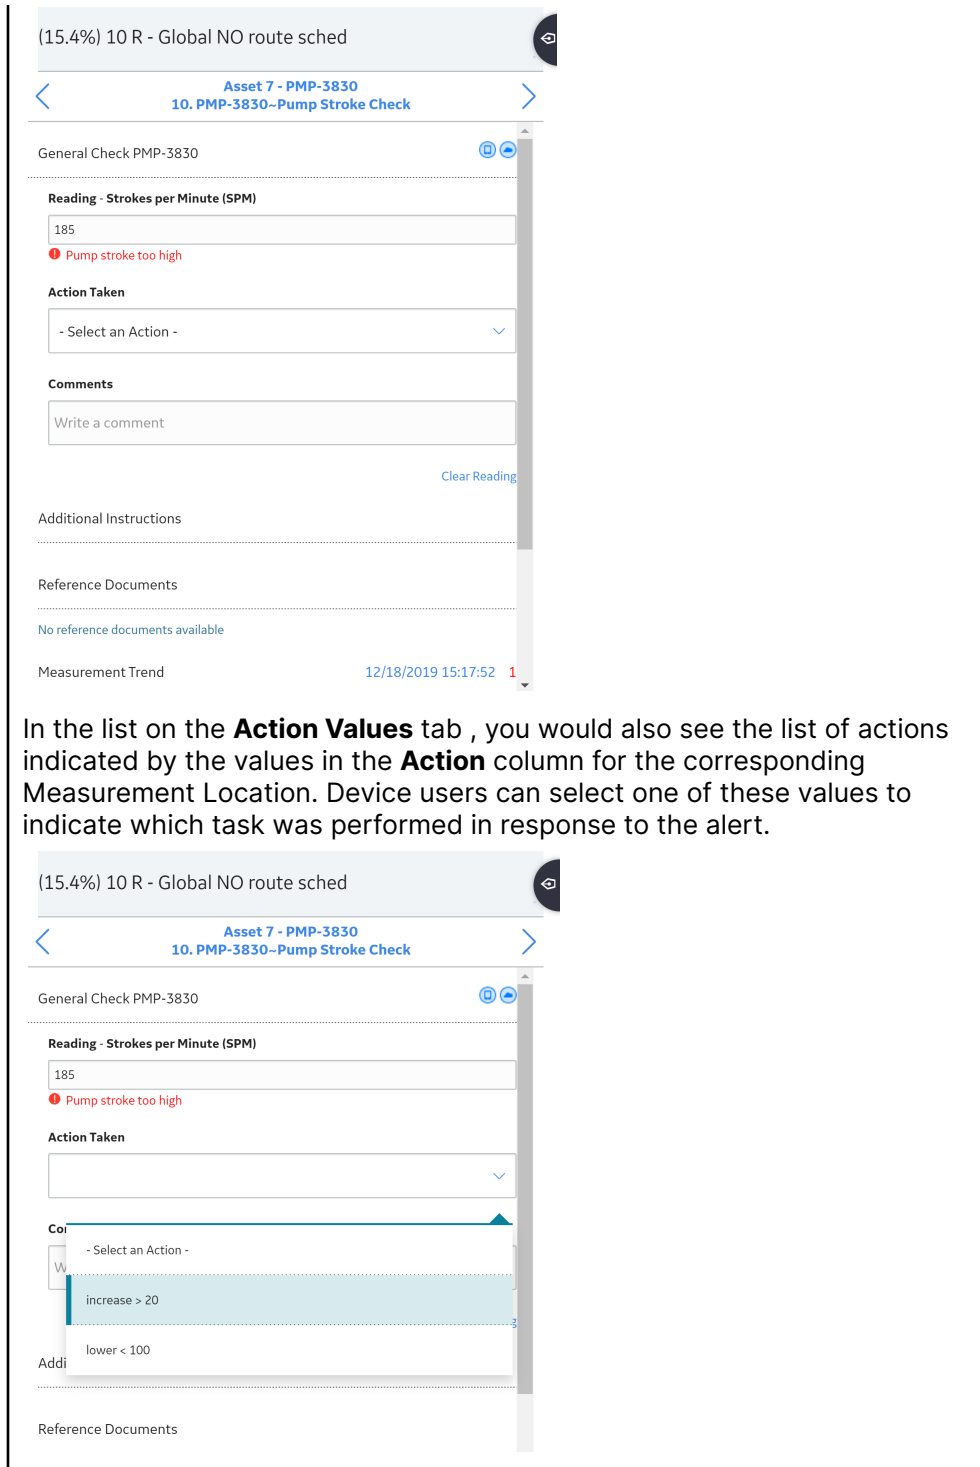 (15.4%) 10 R - Global NO route sched
Asset 7 - PMP-3830
10. PMP-3830~Pump Stroke Check
General Check PMP-3830
Reading - Strokes per Minute (SPM)
185
Pump stroke too high
Action Taken
- Select an Action -
Comments
Write a comment
Clear Reading
Additional Instructions
Reference Documents
No reference documents available
Measurement Trend 12/18/2019 15:17:52 1
In the list on the Action Values tab , you would also see the list of actions
indicated by the values in the Action column for the corresponding
Measurement Location. Device users can select one of these values to
indicate which task was performed in response to the alert.
(15.4%) 10 R - Global NO route sched
Asset 7 - PMP-3830
10. PMP-3830~Pump Stroke Check
General Check PMP-3830
Reading - Strokes per Minute (SPM)
185
Pump stroke too high
Action Taken
Co
- Select an Action -
W
increase > 20
g
lower < 100
Addi
Reference Documents